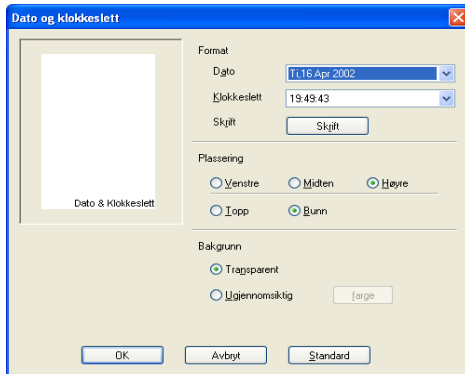 Dato og klokkeslett
Format
Dato Ti,16 Apr 2002
Klokkeslett 19:49:43
Skrift Skrift
Plassering
Venstre Midten Høyre
Topp Bunn
Bakgrunn
Transparent
Ugjennomsiktig farge
Dato & Klokkeslett
OK Avbryt Standard